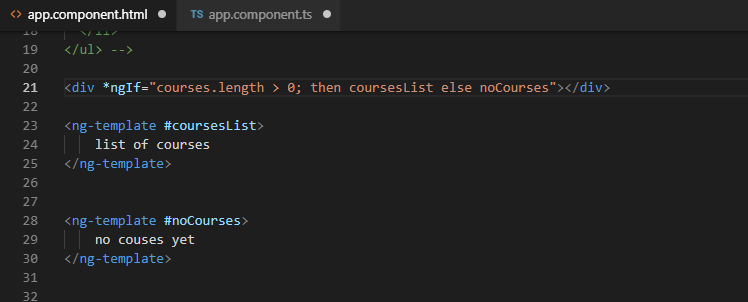 <> app.component.html ● TS app.component.ts ●
18 </li>
19 </ul> -->
20
21 <div *ngIf="courses.length > 0; then coursesList else noCourses"></div>
22
23 <ng-template #coursesList>
24 list of courses
25 </ng-template>
26
27
28 <ng-template #noCourses>
29 no couses yet
30 </ng-template>
31
32